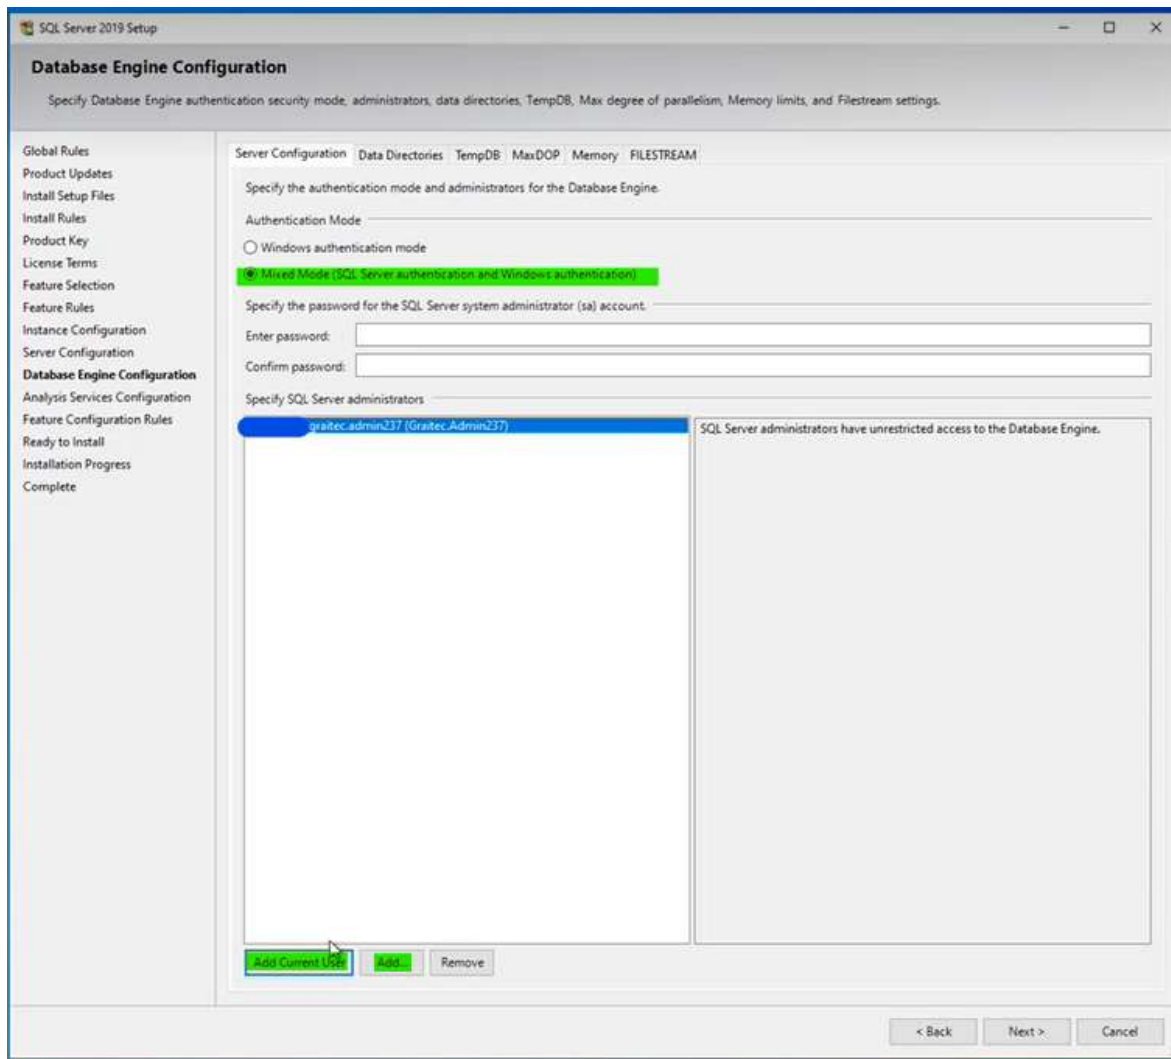 SQL Server 2019 Setup
Database Engine Configuration
Specify Database Engine authentication security mode, administrators, data directories, TempDB, Max degree of parallelism, Memory limits, and Filestream settings.
Global Rules
Product Updates
Install Setup Files
Install Rules
Product Key
License Terms
Feature Selection
Feature Rules
Instance Configuration
Server Configuration
Database Engine Configuration
Analysis Services Configuration
Feature Configuration Rules
Ready to Install
Installation Progress
Complete
Server Configuration Data Directories TempDB MaxDOP Memory FILESTREAM
Specify the authentication mode and administrators for the Database Engine.
Authentication Mode
Windows authentication mode
Mixed Mode (SQL Server authentication and Windows authentication)
Specify the password for the SQL Server system administrator (sa) account.
Enter password:
Confirm password:
Specify SQL Server administrators
graitec.admin237 (Graitec.Admin237)
SQL Server administrators have unrestricted access to the Database Engine.
Add Current User Add... Remove
< Back Next > Cancel